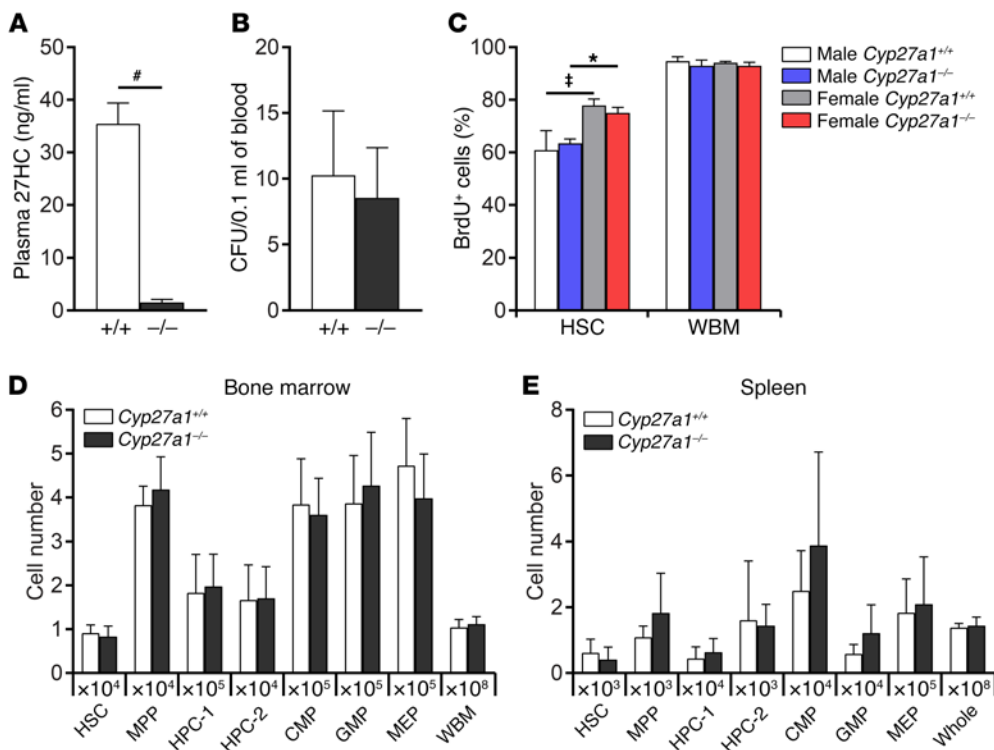 A
Plasma 27HC (ng/ml)
50
40
30
20
10
0
#
+/+ −/−
B
CFU/0.1 ml of blood
20
15
10
5
0
+/+ −/−
C
BrdU⁺ cells (%)
100
80
60
40
20
0
‡
*
HSC WBM
Male Cyp27a1⁺/⁺
Male Cyp27a1⁻/⁻
Female Cyp27a1⁺/⁺
Female Cyp27a1⁻/⁻
D
Bone marrow
Cyp27a1⁺/⁺
Cyp27a1⁻/⁻
Cell number
6
5
4
3
2
1
0
×10⁴ ×10⁴ ×10⁵ ×10⁴ ×10⁵ ×10⁵ ×10⁵ ×10⁸
HSC MPP HPC-1 HPC-2 CMP GMP MEP WBM
E
Spleen
Cyp27a1⁺/⁺
Cyp27a1⁻/⁻
Cell number
8
6
4
2
0
×10³ ×10³ ×10⁴ ×10³ ×10⁴ ×10⁴ ×10⁵ ×10⁸
HSC MPP HPC-1 HPC-2 CMP GMP MEP Whole